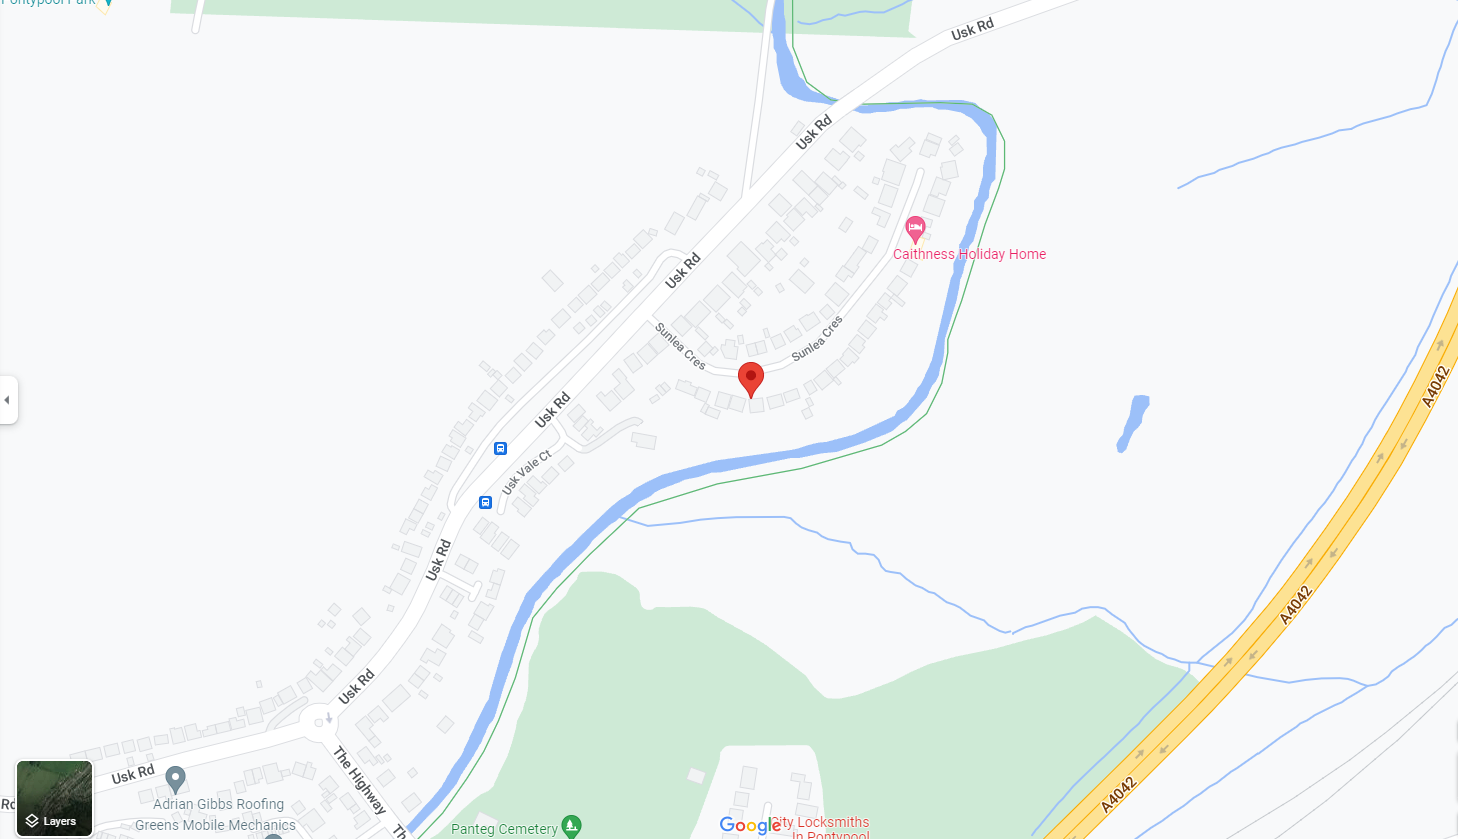 Pontypool Park
Usk Rd
Usk Rd
Caithness Holiday Home
Usk Rd
Sunlea Cres
Sunlea Cres
A4042
Usk Rd
Usk Vale Ct
Usk Rd
A4042
Usk Rd
The Highway
Usk Rd
Rd
A4042
Adrian Gibbs Roofing
Greens Mobile Mechanics
Layers
Panteg Cemetery
Google
City Locksmiths
In Pontypool
Th